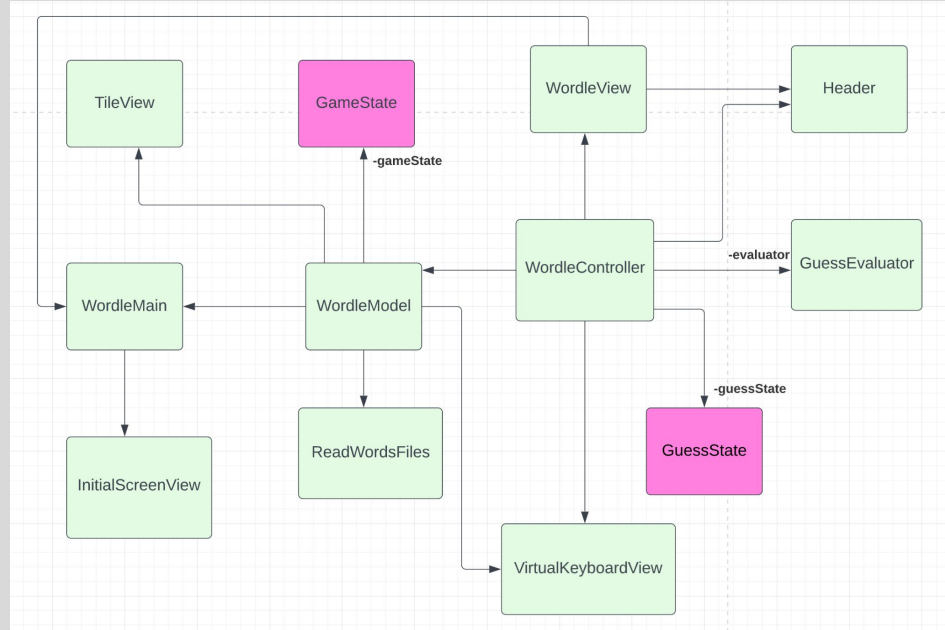 TileView
GameState
WordleView
Header
-gameState
WordleMain
WordleModel
WordleController
-evaluator
GuessEvaluator
-guessState
InitialScreenView
ReadWordsFiles
GuessState
VirtualKeyboardView